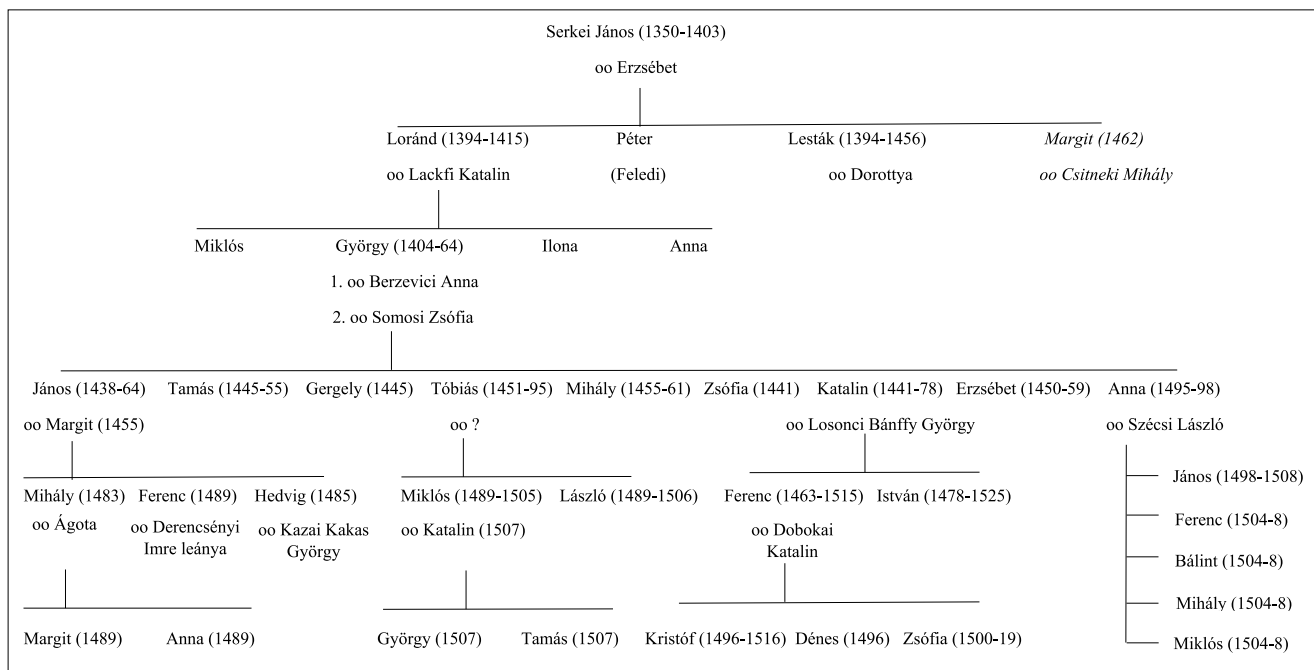 Serkei János (1350-1403)
oo Erzsébet
Loránd (1394-1415) Péter Lesták (1394-1456) Margit (1462)
oo Lackfi Katalin (Feledi) oo Dorottya oo Csitneki Mihály
Miklós György (1404-64) Ilona Anna
1. oo Berzevici Anna
2. oo Somosi Zsófia
János (1438-64) Tamás (1445-55) Gergely (1445) Tóbiás (1451-95) Mihály (1455-61) Zsófia (1441) Katalin (1441-78) Erzsébet (1450-59) Anna (1495-98)
oo Margit (1455) oo ? oo Losonci Bánffy György oo Szécsi László
János (1498-1508)
Mihály (1483) Ferenc (1489) Hedvig (1485) Miklós (1489-1505) László (1489-1506) Ferenc (1463-1515) István (1478-1525)
Ferenc (1504-8)
oo Ágota oo Derencsényi oo Kazai Kakas oo Katalin (1507) oo Dobokai
Imre leánya György Katalin
Bálint (1504-8)
Mihály (1504-8)
Margit (1489) Anna (1489) György (1507) Tamás (1507) Kristóf (1496-1516) Dénes (1496) Zsófia (1500-19) Miklós (1504-8)